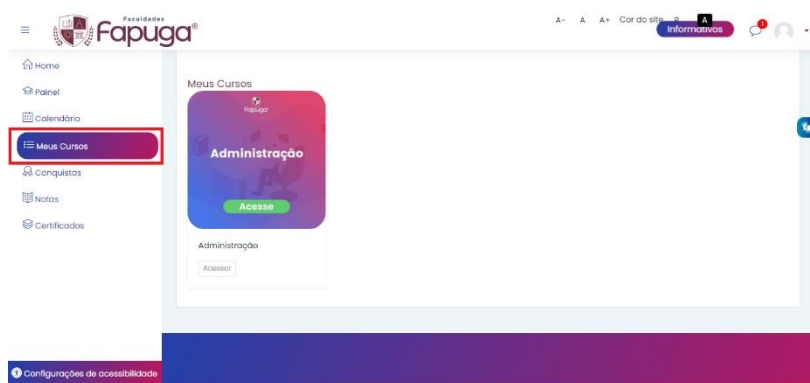 Faculdades
Fapuga®
A- A A+ Cor do site R A
Informativos
Home
Painel
Calendário
Meus Cursos
Conquistas
Notas
Certificados
Meus Cursos
Fapuga
Administração
Acesse
Administração
Acessar
Configurações de acessibilidade